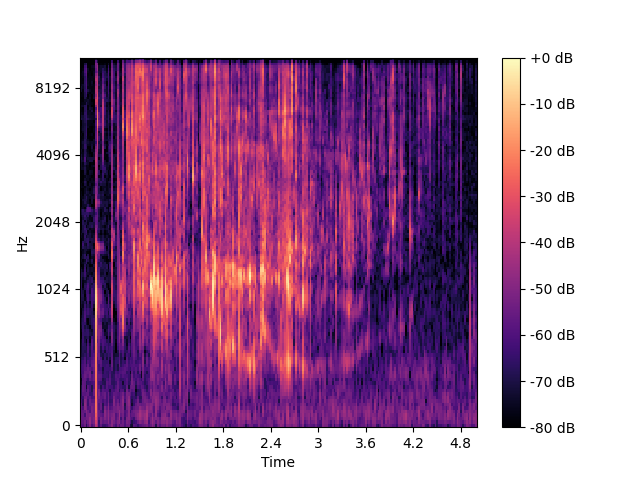 8192
4096
2048
1024
512
0
Hz
0 0.6 1.2 1.8 2.4 3 3.6 4.2 4.8
Time
+0 dB
-10 dB
-20 dB
-30 dB
-40 dB
-50 dB
-60 dB
-70 dB
-80 dB